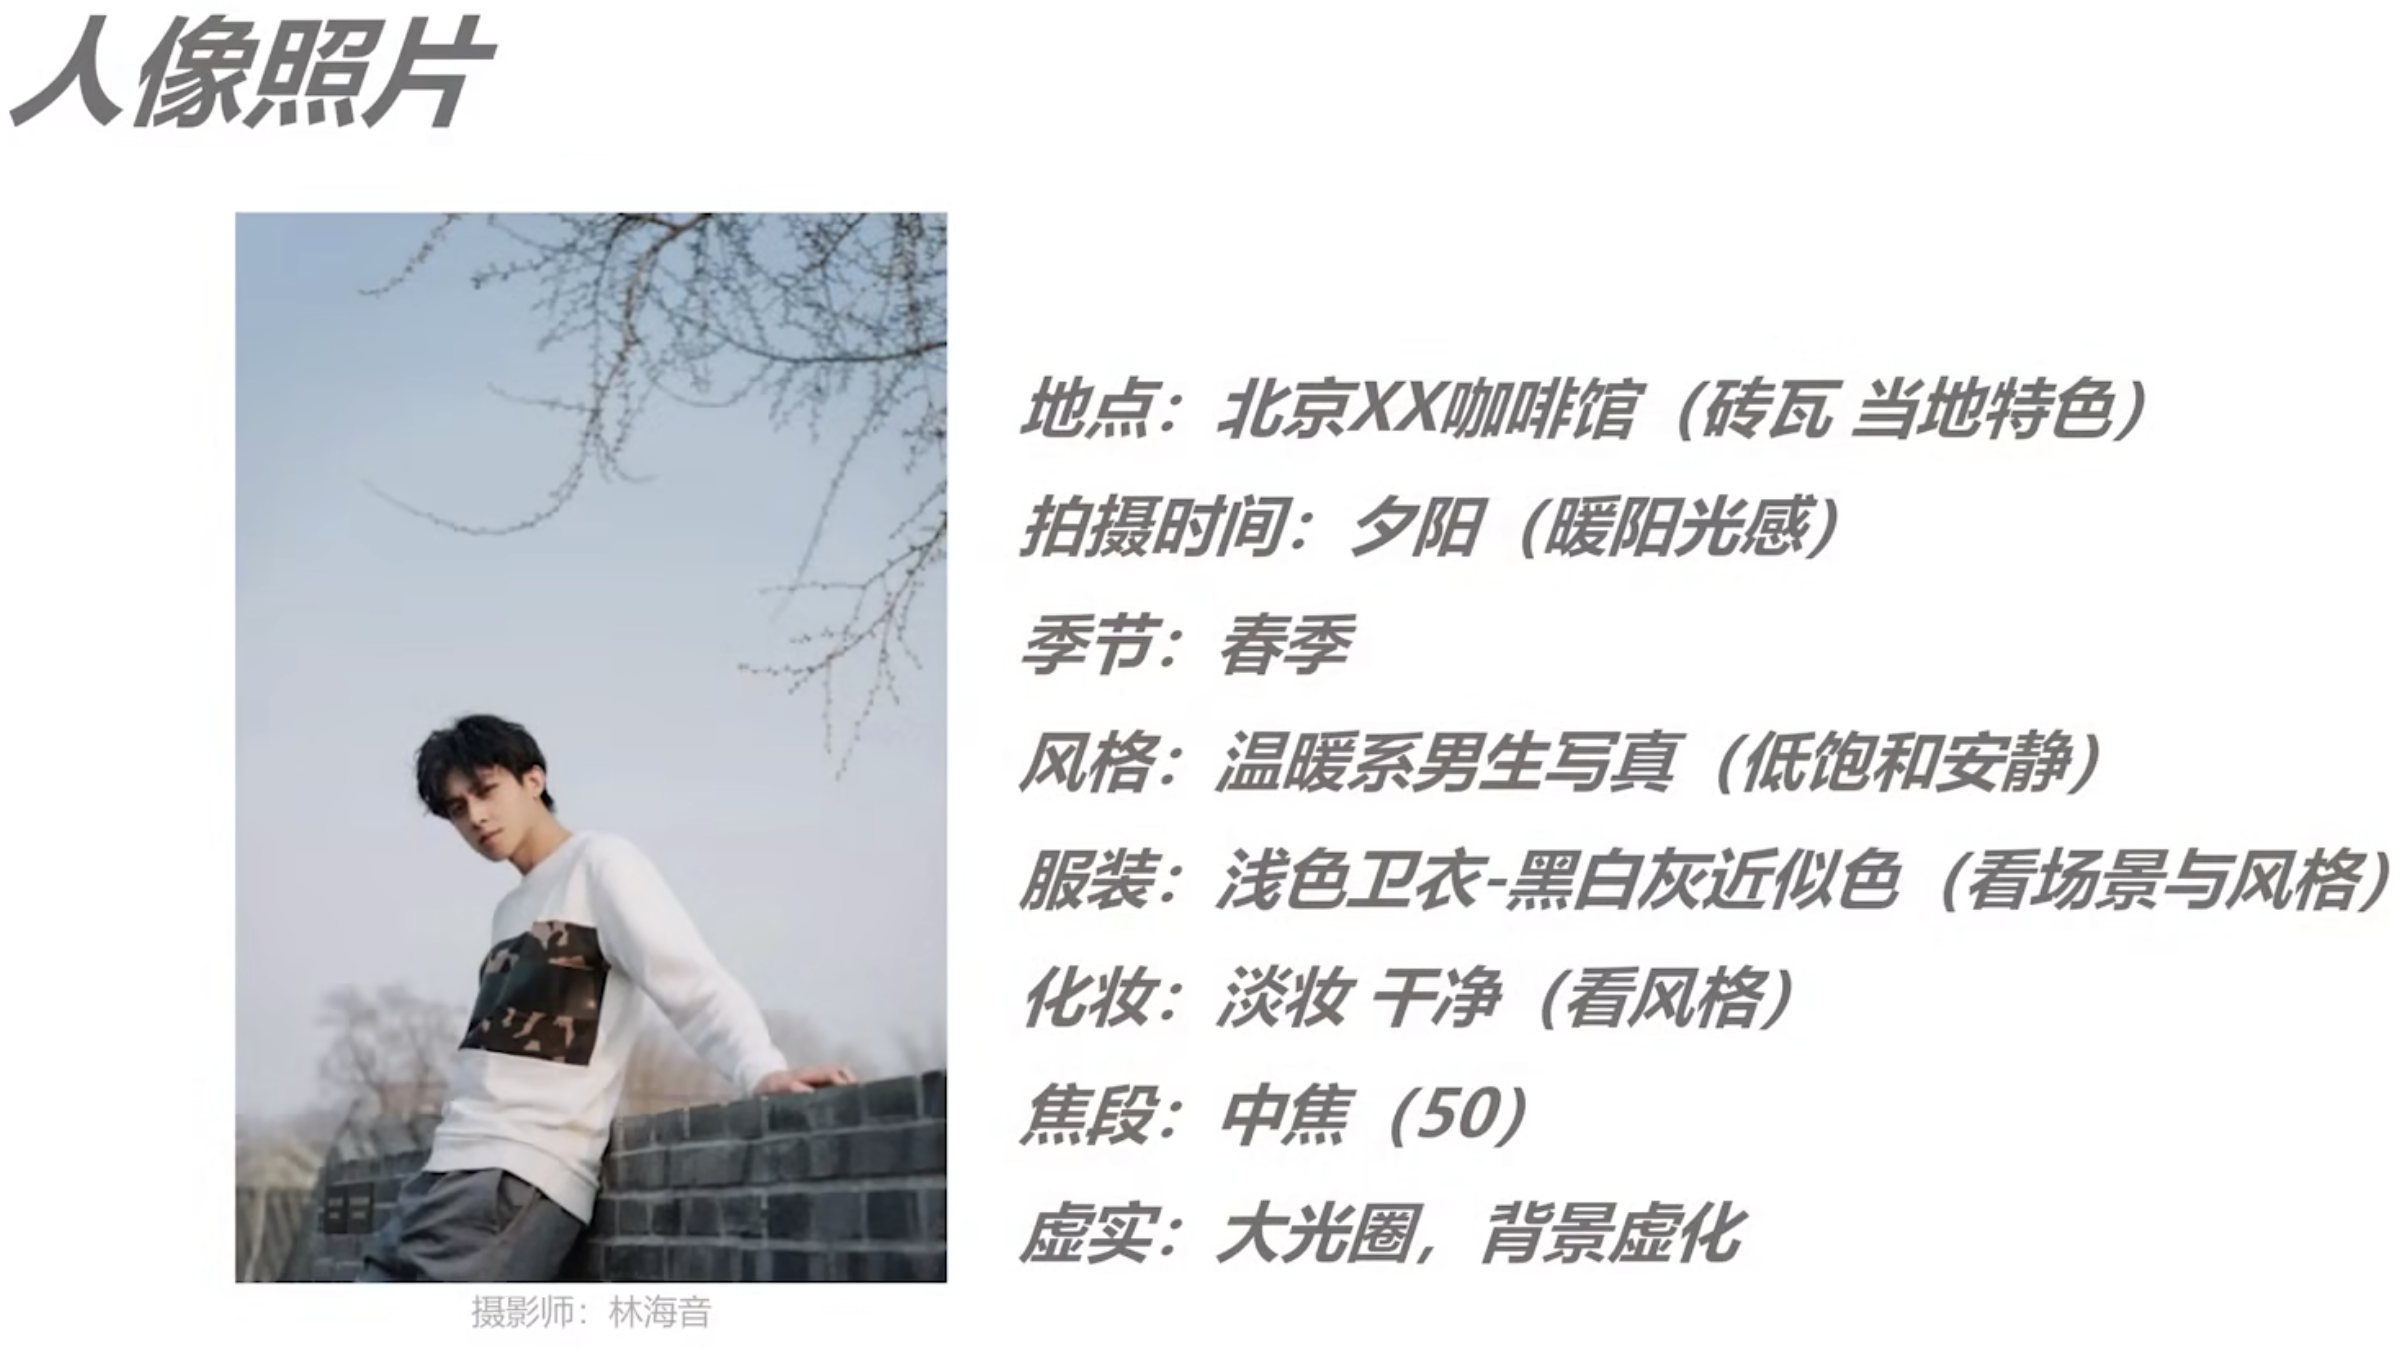 人像照片
地点：北京XX咖啡馆（砖瓦 当地特色）
拍摄时间：夕阳（暖阳光感）
季节：春季
风格：温暖系男生写真（低饱和安静）
服装：浅色卫衣-黑白灰近似色（看场景与风格）
化妆：淡妆 干净（看风格）
焦段：中焦（50）
虚实：大光圈，背景虚化
摄影师：林海音